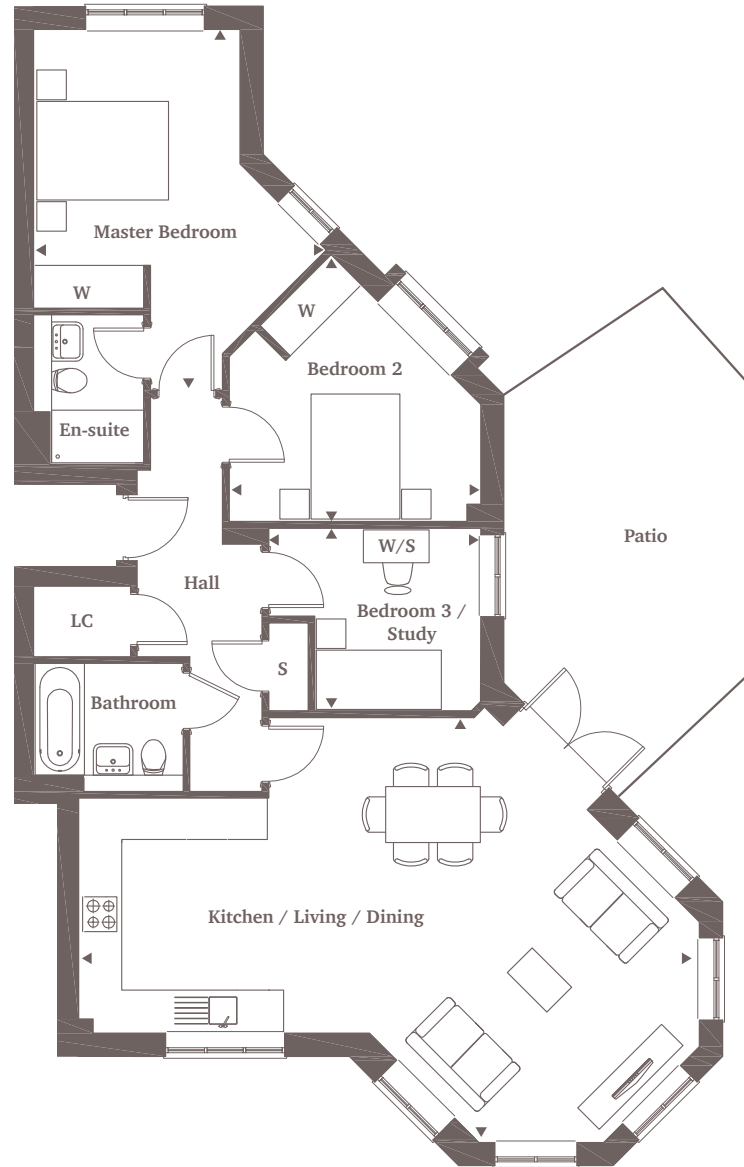 Master Bedroom
W
W
Bedroom 2
En-suite
Patio
W/S
Hall
Bedroom 3 /
Study
LC
S
Bathroom
Kitchen / Living / Dining